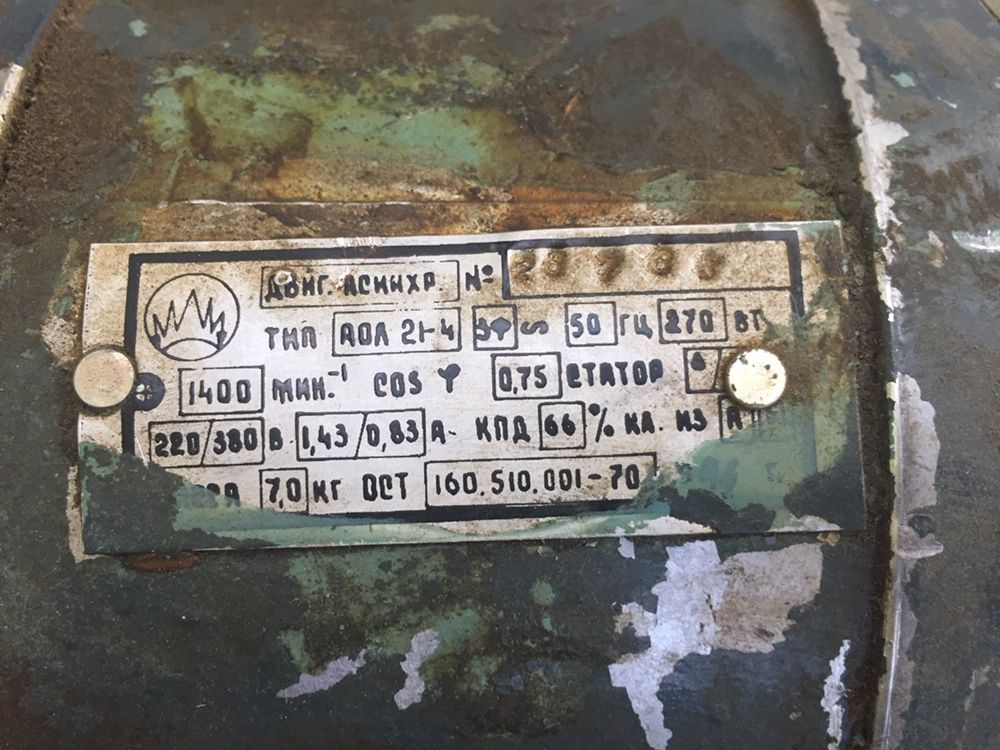 ДВИГ. АСИНХР. №
ТИП АОЛ 21-4 3ф 50 ГЦ 270 ВТ
1400 МИН.-1 COS φ 0,75 СТАТОР
220/380 В. 1,43/0,83 А. КПД 66 % КЛ. ИЗ А
7,0 КГ ОСТ 160.510.001-70